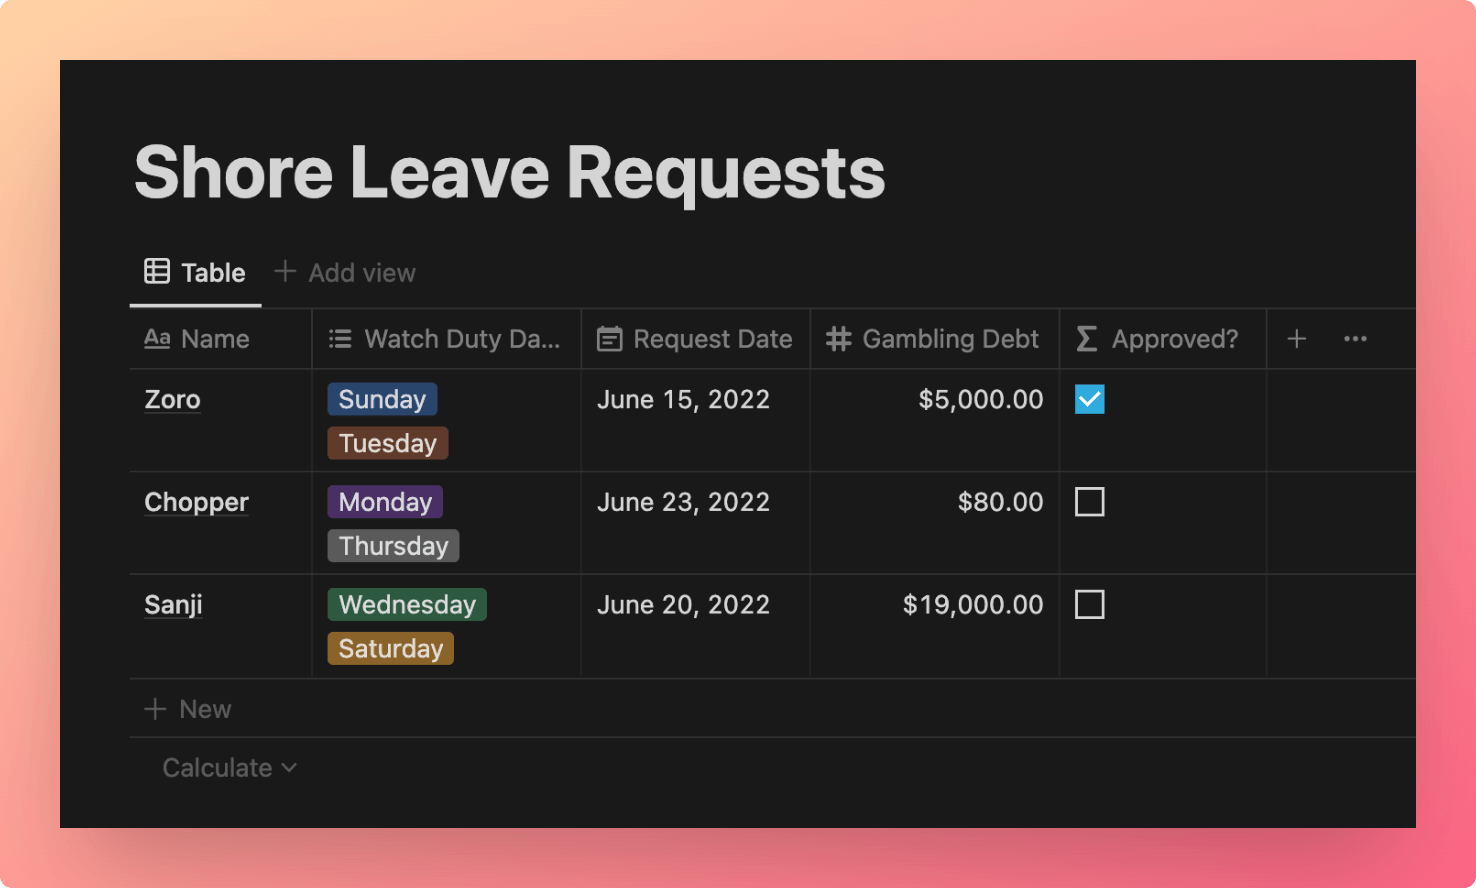 Shore Leave Requests
Table + Add view
Aa Name Watch Duty Da... Request Date # Gambling Debt Σ Approved? + ...
Zoro Sunday June 15, 2022 $5,000.00
Tuesday
Chopper Monday June 23, 2022 $80.00
Thursday
Sanji Wednesday June 20, 2022 $19,000.00
Saturday
+ New
Calculate